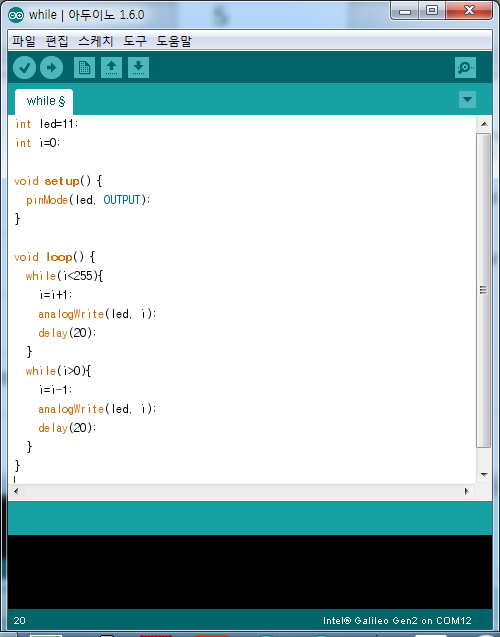 while | 아두이노 1.6.0
파일 편집 스케치 도구 도움말
while §
int led=11;
int i=0;
void setup() {
pinMode(led, OUTPUT);
}
void loop() {
while(i<255){
i=i+1;
analogWrite(led, i);
delay(20);
}
while(i>0){
i=i-1;
analogWrite(led, i);
delay(20);
}
}
20 Intel® Galileo Gen2 on COM12